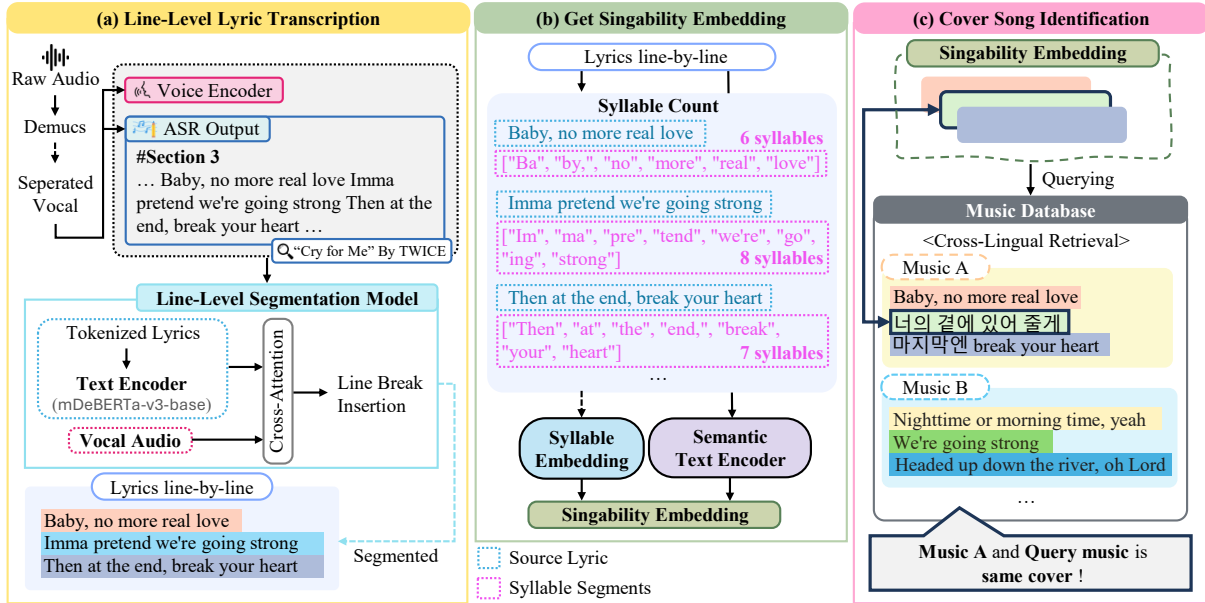 (a) Line-Level Lyric Transcription
Raw Audio
Demucs
Seperated
Vocal
Voice Encoder
ASR Output
#Section 3
… Baby, no more real love Imma
pretend we're going strong Then at the
end, break your heart …
“Cry for Me” By TWICE
Line-Level Segmentation Model
Tokenized Lyrics
Text Encoder
(mDeBERTa-v3-base)
Vocal Audio
Cross-Attention
Line Break
Insertion
Lyrics line-by-line
Baby, no more real love
Imma pretend we're going strong
Then at the end, break your heart
Segmented
(b) Get Singability Embedding
Lyrics line-by-line
Syllable Count
Baby, no more real love
6 syllables
["Ba", "by,", "no", "more", "real", "love"]
Imma pretend we're going strong
["Im", "ma", "pre", "tend", "we're", "go",
"ing", "strong"]
8 syllables
Then at the end, break your heart
["Then", "at", "the", "end,", "break",
"your", "heart"]
7 syllables
…
Syllable
Embedding
Semantic
Text Encoder
Singability Embedding
Source Lyric
Syllable Segments
(c) Cover Song Identification
Singability Embedding
Querying
Music Database
<Cross-Lingual Retrieval>
Music A
Baby, no more real love
너의 곁에 있어 줄게
마지막엔 break your heart
Music B
Nighttime or morning time, yeah
We're going strong
Headed up down the river, oh Lord
…
Music A and Query music is
same cover !